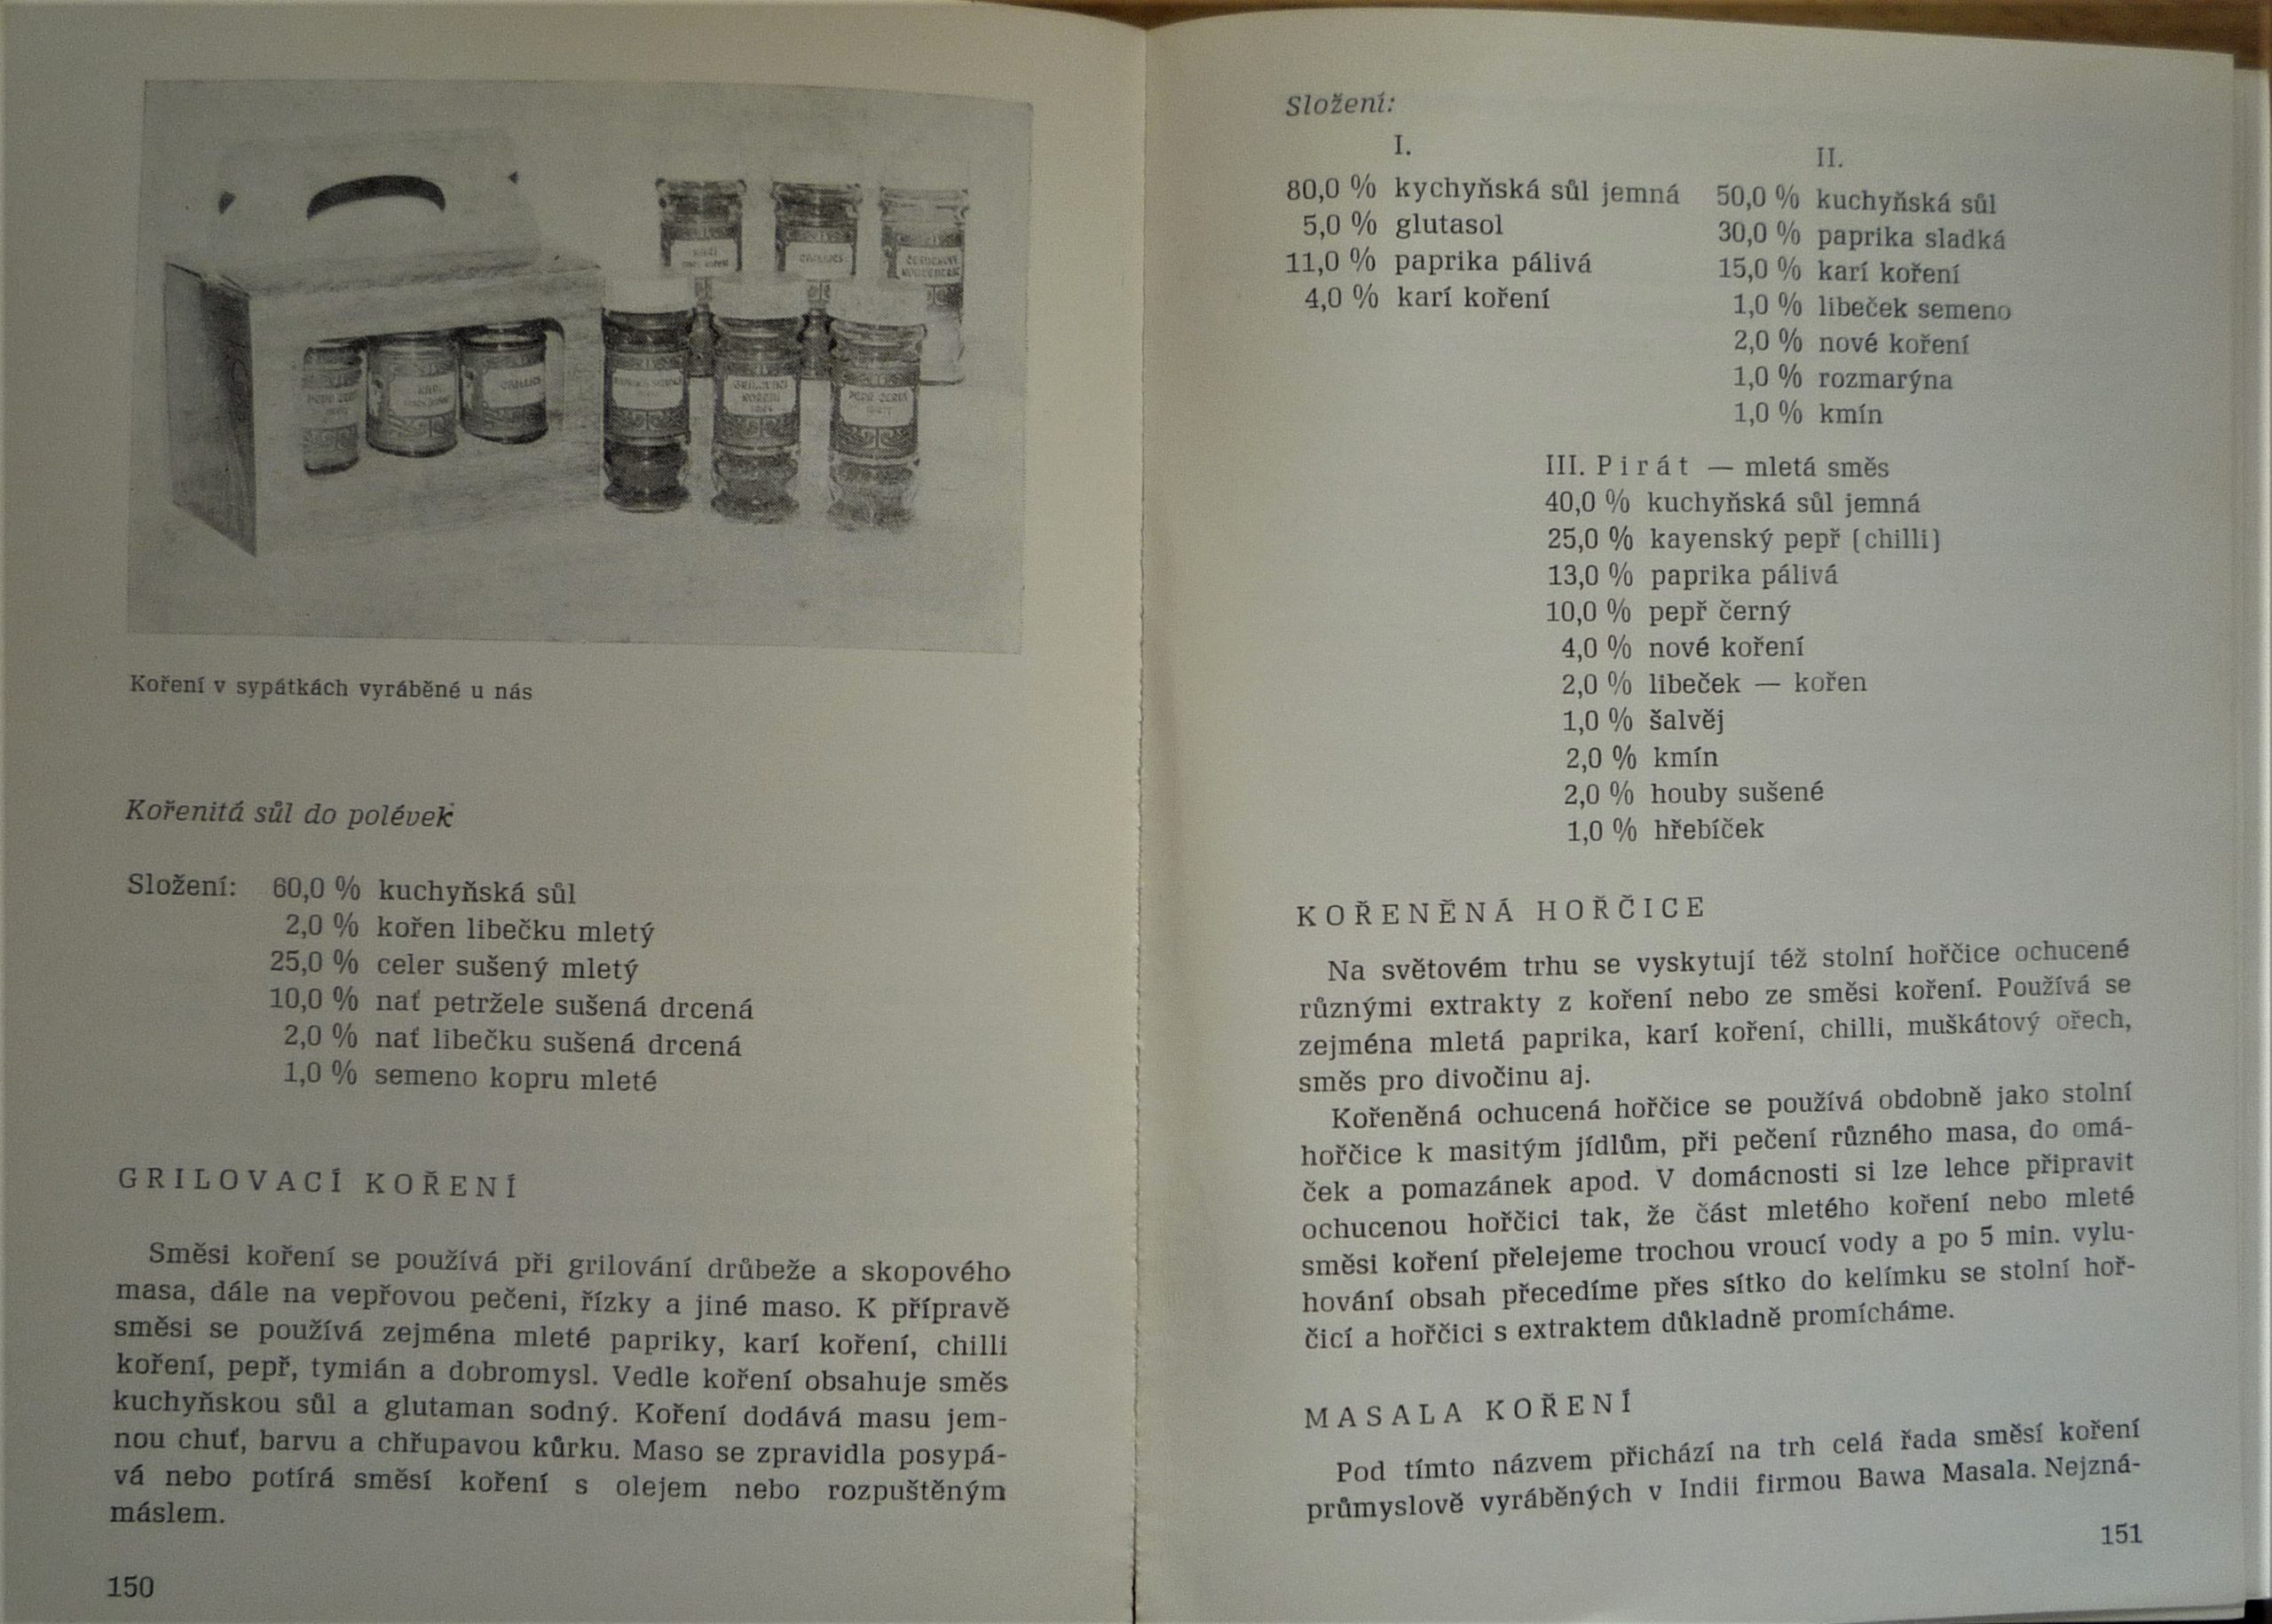 PEPŘ ČERNÝ
KARI
CHILLIES
CHILLIES
GRILOVACÍ
KOŘENÍ
PEPŘ ČERNÝ
Koření v sypátkách vyráběné u nás
Kořenitá sůl do polévek
Složení: 60,0 % kuchyňská sůl
2,0 % kořen libečku mletý
25,0 % celer sušený mletý
10,0 % nať petržele sušená drcená
2,0 % nať libečku sušená drcená
1,0 % semeno kopru mleté
GRILOVACÍ KOŘENÍ
Směsi koření se používá při grilování drůbeže a skopového
masa, dále na vepřovou pečeni, řízky a jiné maso. K přípravě
směsi se používá zejména mleté papriky, karí koření, chilli
koření, pepř, tymián a dobromysl. Vedle koření obsahuje směs
kuchyňskou sůl a glutaman sodný. Koření dodává masu jem-
nou chuť, barvu a chřupavou kůrku. Maso se zpravidla posypá-
vá nebo potírá směsí koření s olejem nebo rozpuštěným
máslem.
150
Složení:
I.
80,0 % kychyňská sůl jemná
5,0 % glutasol
11,0 % paprika pálivá
4,0 % karí koření
II.
50,0 % kuchyňská sůl
30,0 % paprika sladká
15,0 % karí koření
1,0 % libeček semeno
2,0 % nové koření
1,0 % rozmarýna
1,0 % kmín
III. Pirát — mletá směs
40,0 % kuchyňská sůl jemná
25,0 % kayenský pepř (chilli)
13,0 % paprika pálivá
10,0 % pepř černý
4,0 % nové koření
2,0 % libeček — kořen
1,0 % šalvěj
2,0 % kmín
2,0 % houby sušené
1,0 % hřebíček
KOŘENĚNÁ HOŘČICE
Na světovém trhu se vyskytují též stolní hořčice ochucené
různými extrakty z koření nebo ze směsi koření. Používá se
zejména mletá paprika, karí koření, chilli, muškátový ořech,
směs pro divočinu aj.
Kořeněná ochucená hořčice se používá obdobně jako stolní
hořčice k masitým jídlům, při pečení různého masa, do omá-
ček a pomazánek apod. V domácnosti si lze lehce připravit
ochucenou hořčici tak, že část mletého koření nebo mleté
směsi koření přelejeme trochou vroucí vody a po 5 min. vylu-
hování obsah přecedíme přes sítko do kelímku se stolní hoř-
čicí a hořčici s extraktem důkladně promícháme.
MASALA KOŘENÍ
Pod tímto názvem přichází na trh celá řada směsí koření
průmyslově vyráběných v Indii firmou Bawa Masala. Nejzná-
151